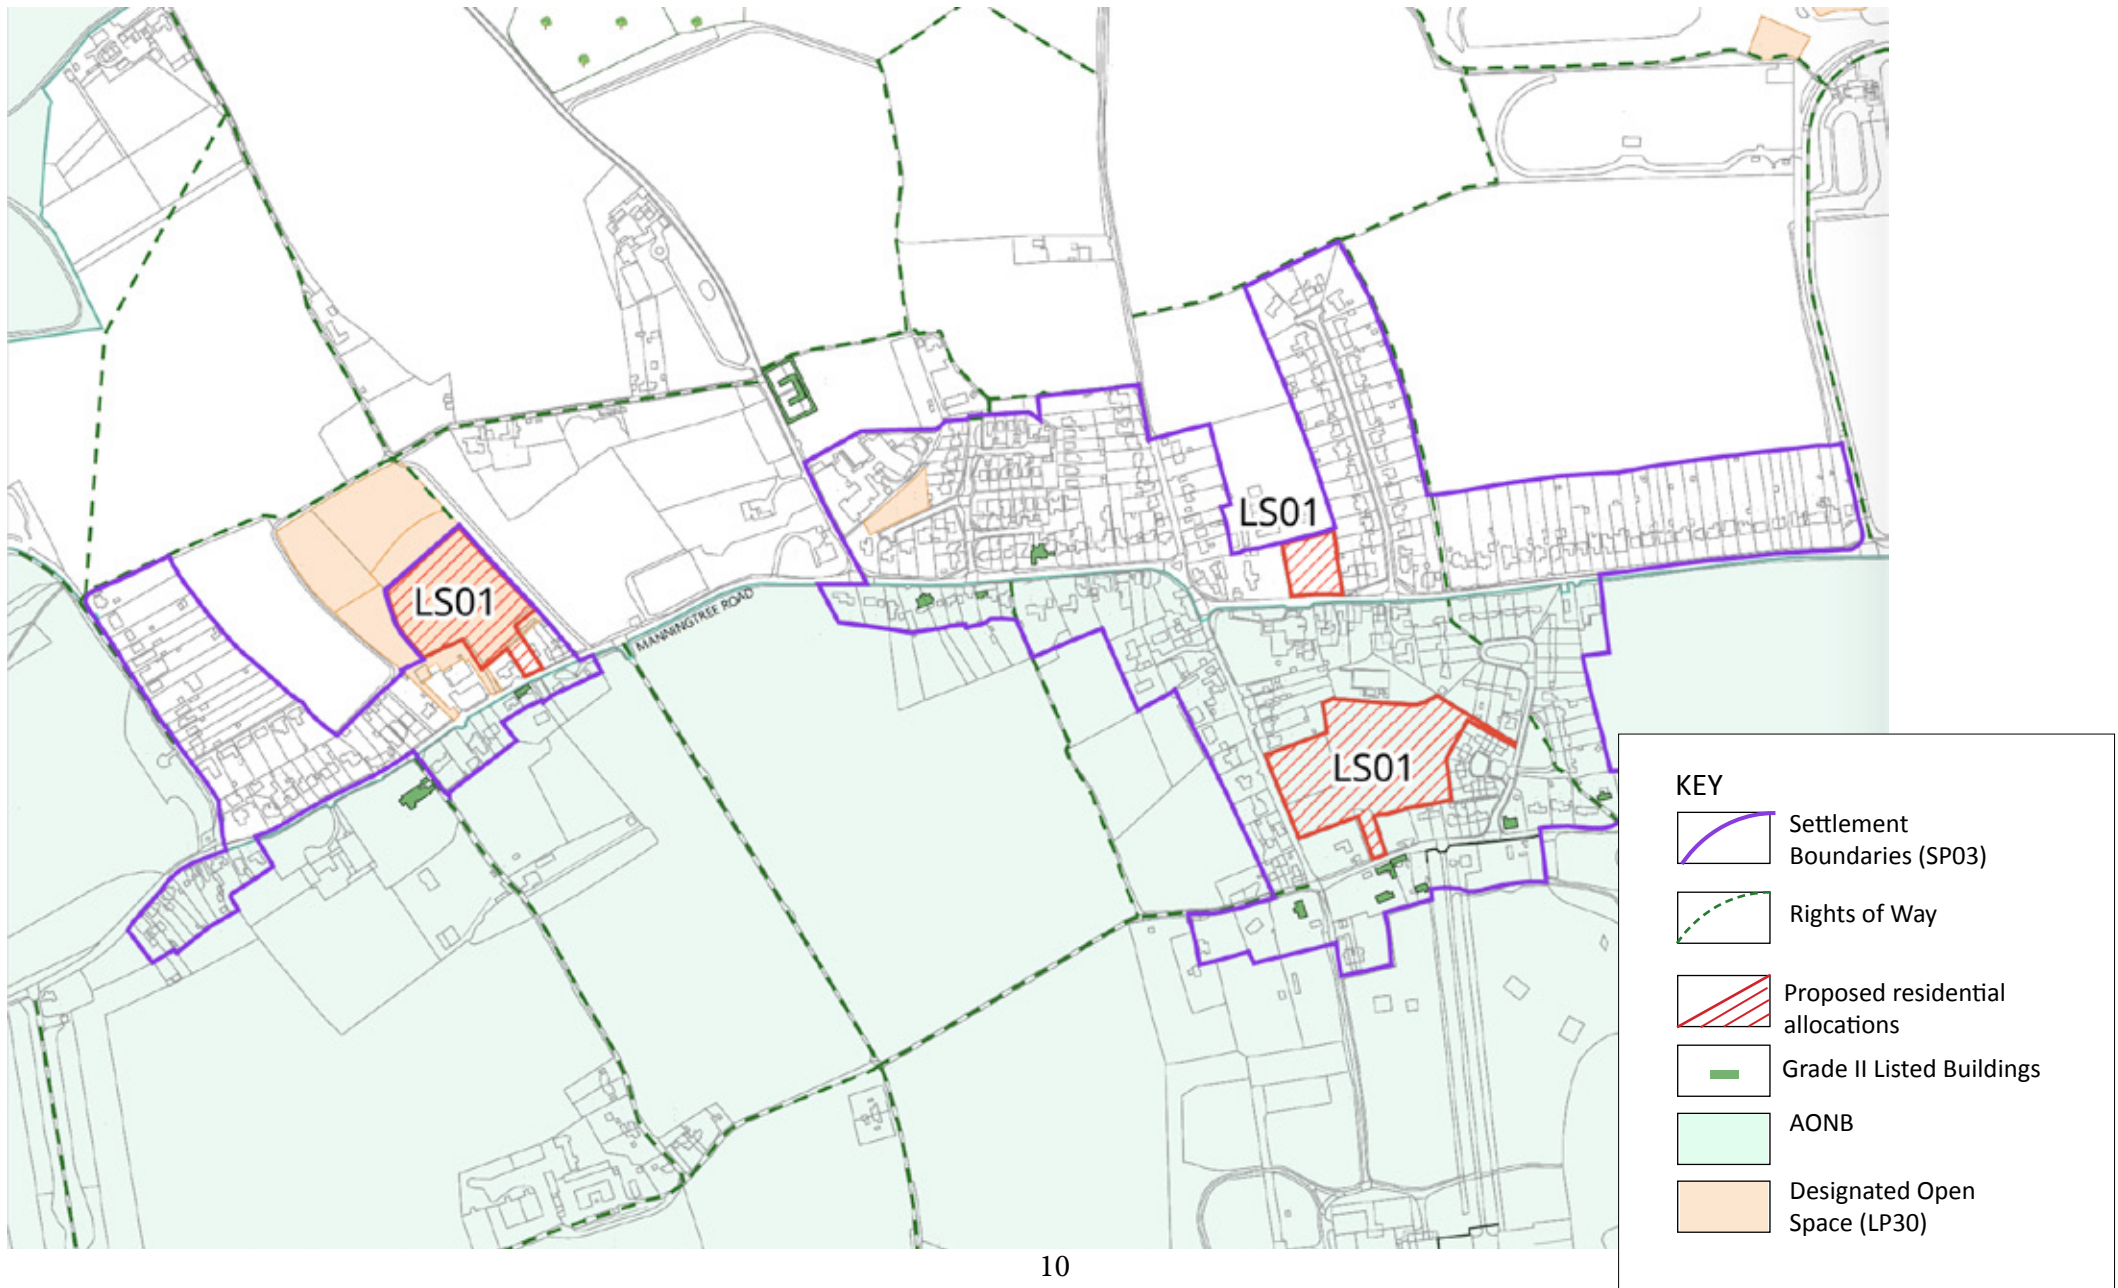 LS01
LS01
MANNINGTREE ROAD
LS01
KEY
Settlement
Boundaries (SP03)
Rights of Way
Proposed residential
allocations
Grade II Listed Buildings
AONB
Designated Open
Space (LP30)
10